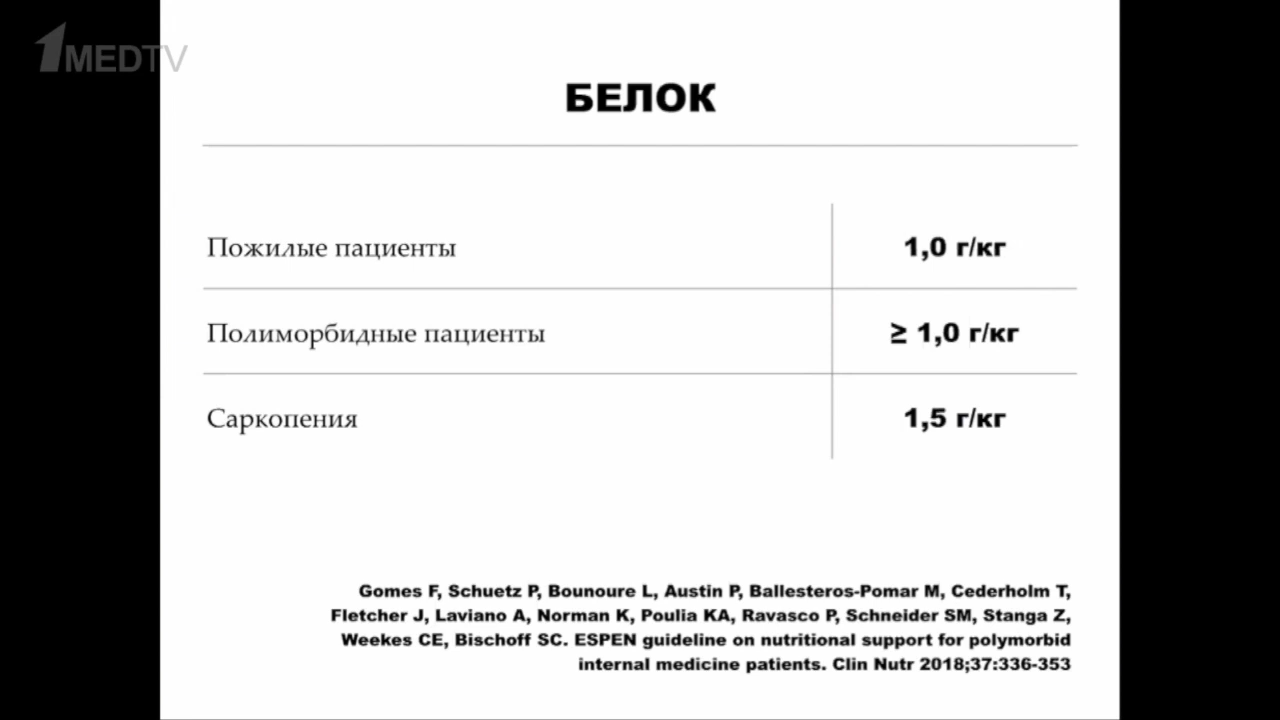 1MEDTV
БЕЛОК
Пожилые пациенты 1,0 г/кг
Полиморбидные пациенты ≥ 1,0 г/кг
Саркопения 1,5 г/кг
Gomes F, Schuetz P, Bounoure L, Austin P, Ballesteros-Pomar M, Cederholm T,
Fletcher J, Laviano A, Norman K, Poulia KA, Ravasco P, Schneider SM, Stanga Z,
Weekes CE, Bischoff SC. ESPEN guideline on nutritional support for polymorbid
internal medicine patients. Clin Nutr 2018;37:336-353